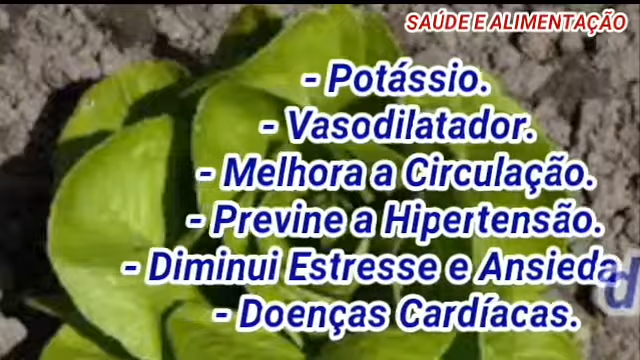 SAÚDE E ALIMENTAÇÃO
- Potássio.
- Vasodilatador.
- Melhora a Circulação.
- Previne a Hipertensão.
- Diminui Estresse e Ansieda
d
- Doenças Cardíacas.